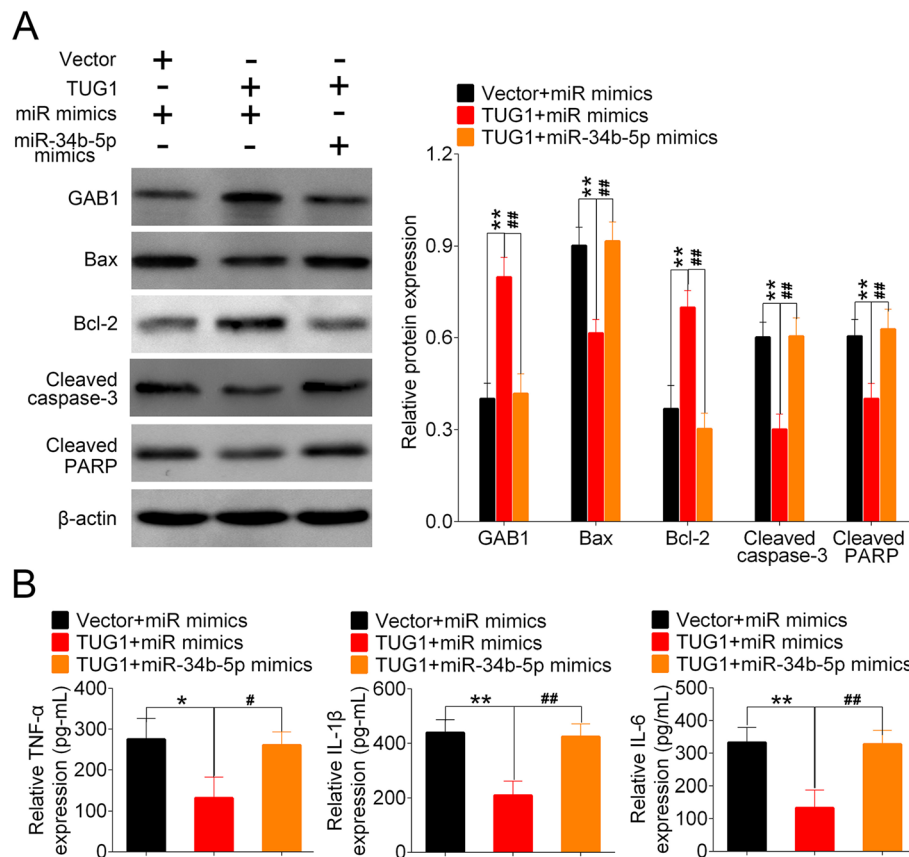 A
Vector + - -
TUG1 - + +
miR mimics + + -
miR-34b-5p
mimics - - +
GAB1
Bax
Bcl-2
Cleaved
caspase-3
Cleaved
PARP
β-actin
Vector+miR mimics
TUG1+miR mimics
TUG1+miR-34b-5p mimics
Relative protein expression
1.2
0.9
0.6
0.3
0.0
** ##
** ##
** ##
** ##
** ##
GAB1
Bax
Bcl-2
Cleaved
caspase-3
Cleaved
PARP
B
Vector+miR mimics
TUG1+miR mimics
TUG1+miR-34b-5p mimics
Relative TNF-α
expression (pg-mL)
400
300
200
100
0
* #
Vector+miR mimics
TUG1+miR mimics
TUG1+miR-34b-5p mimics
Relative IL-1β
expression (pg-mL)
600
400
200
0
** ##
Vector+miR mimics
TUG1+miR mimics
TUG1+miR-34b-5p mimics
Relative IL-6
expression (pg/mL)
500
400
300
200
100
0
** ##